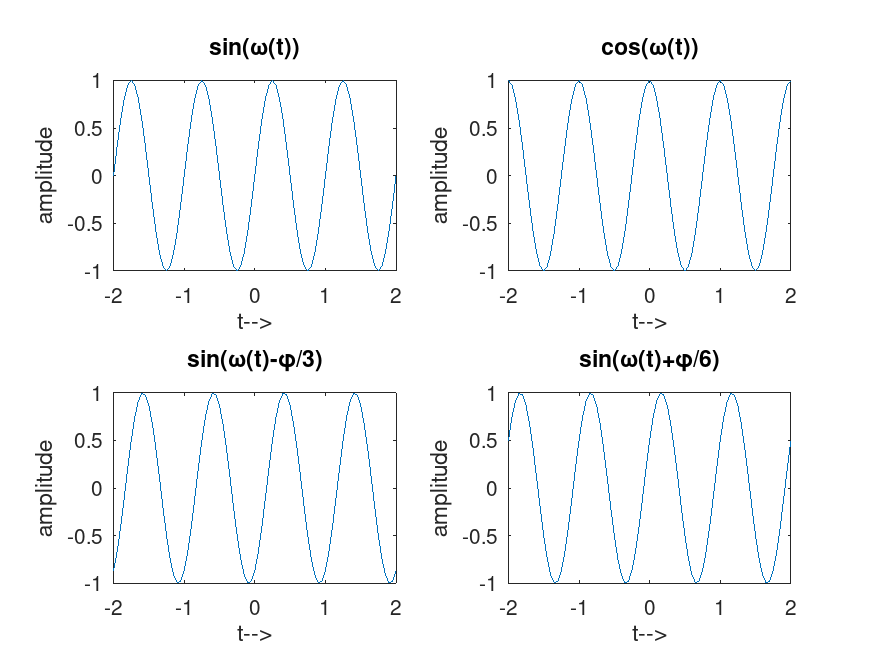 sin(ω(t))
1
0.5
0
-0.5
-1
amplitude
-2 -1 0 1 2
t-->
cos(ω(t))
1
0.5
0
-0.5
-1
amplitude
-2 -1 0 1 2
t-->
sin(ω(t)-φ/3)
1
0.5
0
-0.5
-1
amplitude
-2 -1 0 1 2
t-->
sin(ω(t)+φ/6)
1
0.5
0
-0.5
-1
amplitude
-2 -1 0 1 2
t-->